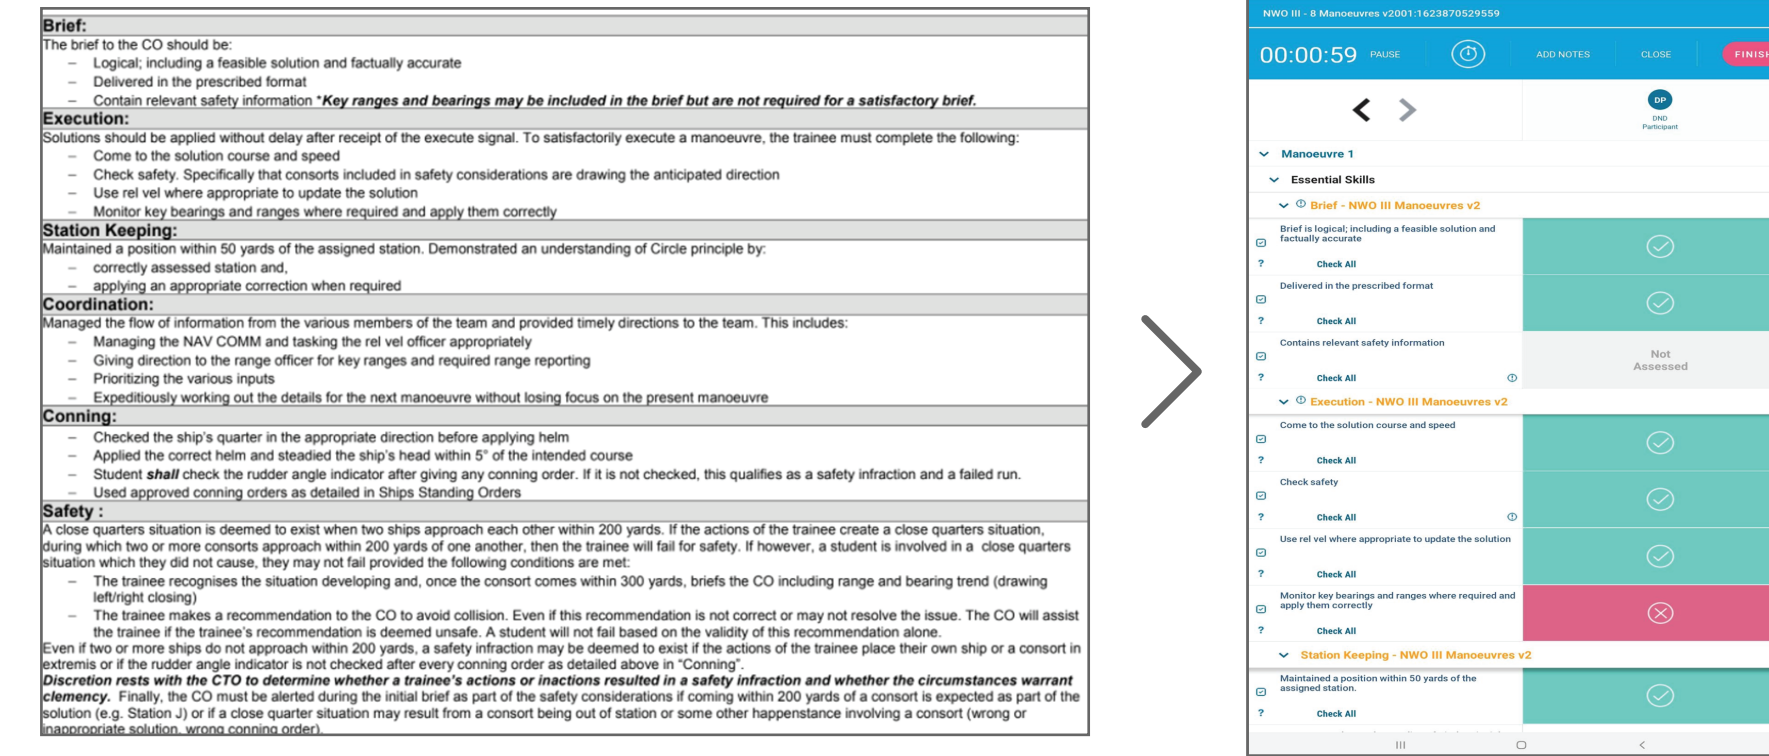 Brief:
The brief to the CO should be:
– Logical; including a feasible solution and factually accurate
– Delivered in the prescribed format
– Contain relevant safety information *Key ranges and bearings may be included in the brief but are not required for a satisfactory brief.
Execution:
Solutions should be applied without delay after receipt of the execute signal. To satisfactorily execute a manoeuvre, the trainee must complete the following:
– Come to the solution course and speed
– Check safety. Specifically that consorts included in safety considerations are drawing the anticipated direction
– Use rel vel where appropriate to update the solution
– Monitor key bearings and ranges where required and apply them correctly
Station Keeping:
Maintained a position within 50 yards of the assigned station. Demonstrated an understanding of Circle principle by:
– correctly assessed station and,
– applying an appropriate correction when required
Coordination:
Managed the flow of information from the various members of the team and provided timely directions to the team. This includes:
– Managing the NAV COMM and tasking the rel vel officer appropriately
– Giving direction to the range officer for key ranges and required range reporting
– Prioritizing the various inputs
– Expeditiously working out the details for the next manoeuvre without losing focus on the present manoeuvre
Conning:
– Checked the ship's quarter in the appropriate direction before applying helm
– Applied the correct helm and steadied the ship's head within 5° of the intended course
– Student shall check the rudder angle indicator after giving any conning order. If it is not checked, this qualifies as a safety infraction and a failed run.
– Used approved conning orders as detailed in Ships Standing Orders
Safety :
A close quarters situation is deemed to exist when two ships approach each other within 200 yards. If the actions of the trainee create a close quarters situation,
during which two or more consorts approach within 200 yards of one another, then the trainee will fail for safety. If however, a student is involved in a close quarters
situation which they did not cause, they may not fail provided the following conditions are met:
– The trainee recognises the situation developing and, once the consort comes within 300 yards, briefs the CO including range and bearing trend (drawing
left/right closing)
– The trainee makes a recommendation to the CO to avoid collision. Even if this recommendation is not correct or may not resolve the issue. The CO will assist
the trainee if the trainee's recommendation is deemed unsafe. A student will not fail based on the validity of this recommendation alone.
Even if two or more ships do not approach within 200 yards, a safety infraction may be deemed to exist if the actions of the trainee place their own ship or a consort in
extremis or if the rudder angle indicator is not checked after every conning order as detailed above in "Conning".
Discretion rests with the CTO to determine whether a trainee's actions or inactions resulted in a safety infraction and whether the circumstances warrant
clemency. Finally, the CO must be alerted during the initial brief as part of the safety considerations if coming within 200 yards of a consort is expected as part of the
solution (e.g. Station J) or if a close quarter situation may result from a consort being out of station or some other happenstance involving a consort (wrong or
inappropriate solution, wrong conning order).
NWO III - 8 Manoeuvres v2001:1623870529559
00:00:59 PAUSE ADD NOTES CLOSE FINISH
DP
DND
Participant
Manoeuvre 1
Essential Skills
Brief - NWO III Manoeuvres v2
Brief is logical; including a feasible solution and
factually accurate
? Check All
Delivered in the prescribed format
? Check All
Contains relevant safety information
Not
Assessed
? Check All
Execution - NWO III Manoeuvres v2
Come to the solution course and speed
? Check All
Check safety
? Check All
Use rel vel where appropriate to update the solution
? Check All
Monitor key bearings and ranges where required and
apply them correctly
? Check All
Station Keeping - NWO III Manoeuvres v2
Maintained a position within 50 yards of the
assigned station.
? Check All